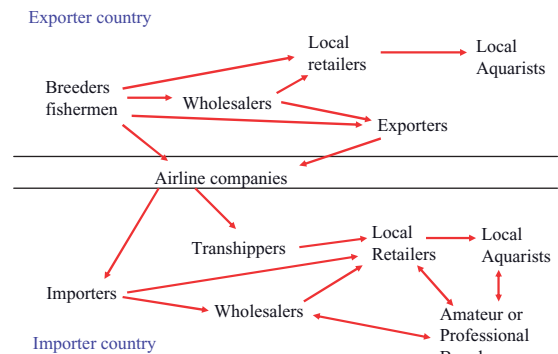 Exporter country
Local
retailers
Local
Aquarists
Breeders
fishermen
Wholesalers
Exporters
Airline companies
Transhippers
Local
Retailers
Local
Aquarists
Importers
Wholesalers
Amateur or
Professional
Importer country